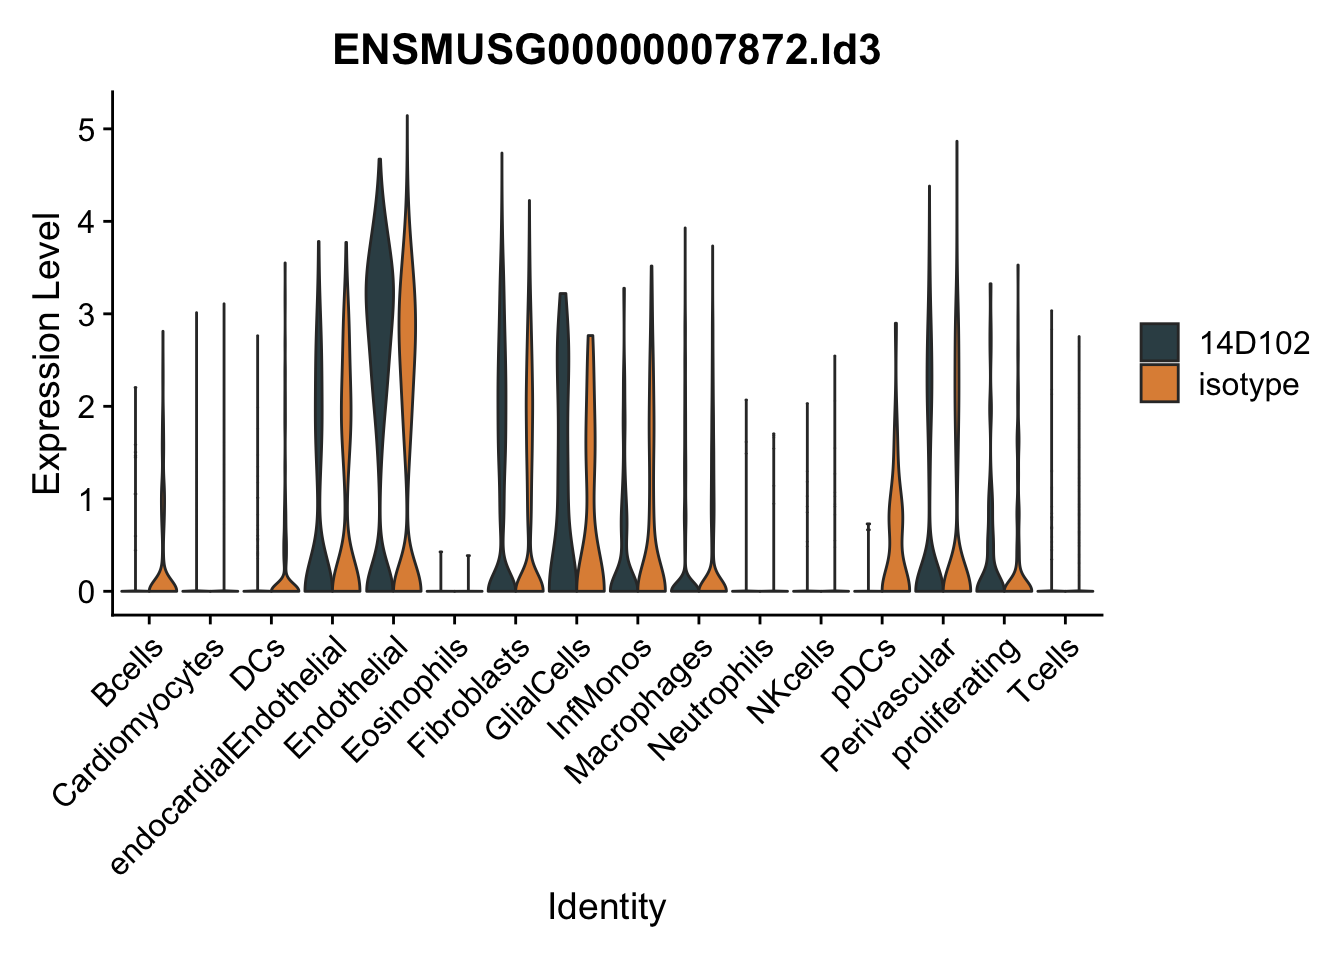 ENSMUSG00000007872.Id3
Expression Level
5
4
3
2
1
0
14D102
isotype
Bcells
Cardiomyocytes
DCs
endocardialEndothelial
Endothelial
Eosinophils
Fibroblasts
GlialCells
InfMonos
Macrophages
Neutrophils
NKcells
pDCs
Perivascular
proliferating
Tcells
Identity